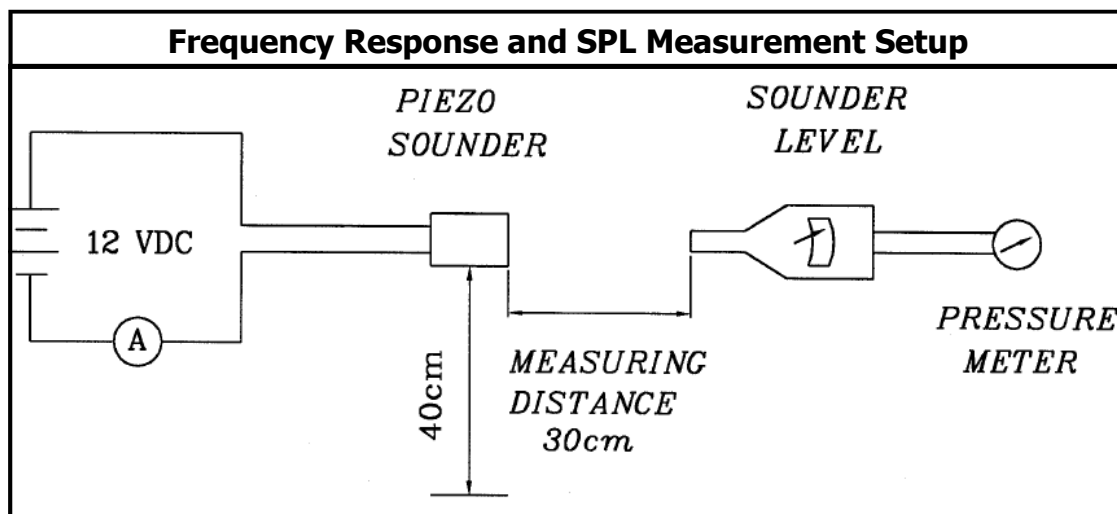 Frequency Response and SPL Measurement Setup
PIEZO
SOUNDER
SOUNDER
LEVEL
12 VDC
A
40cm
MEASURING
DISTANCE
30cm
PRESSURE
METER